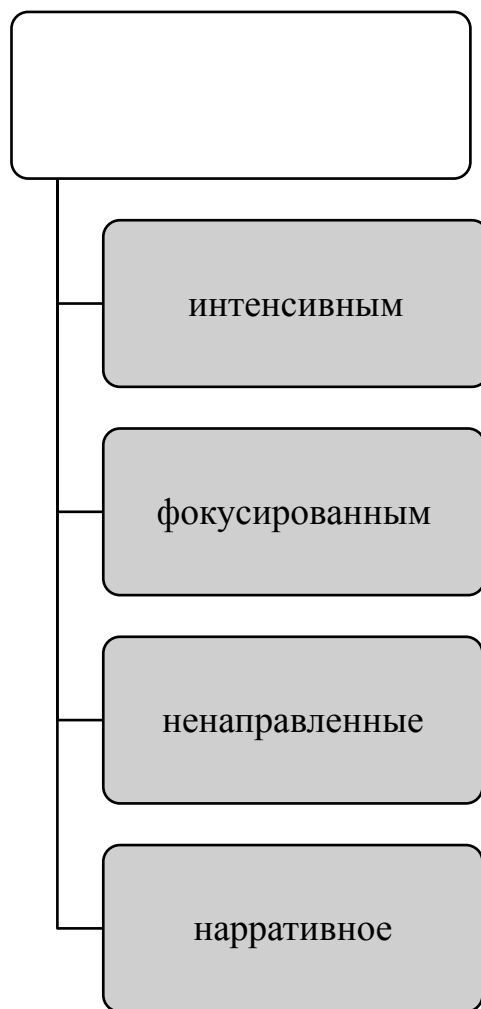 интенсивным
фокусированным
ненаправленные
нарративное